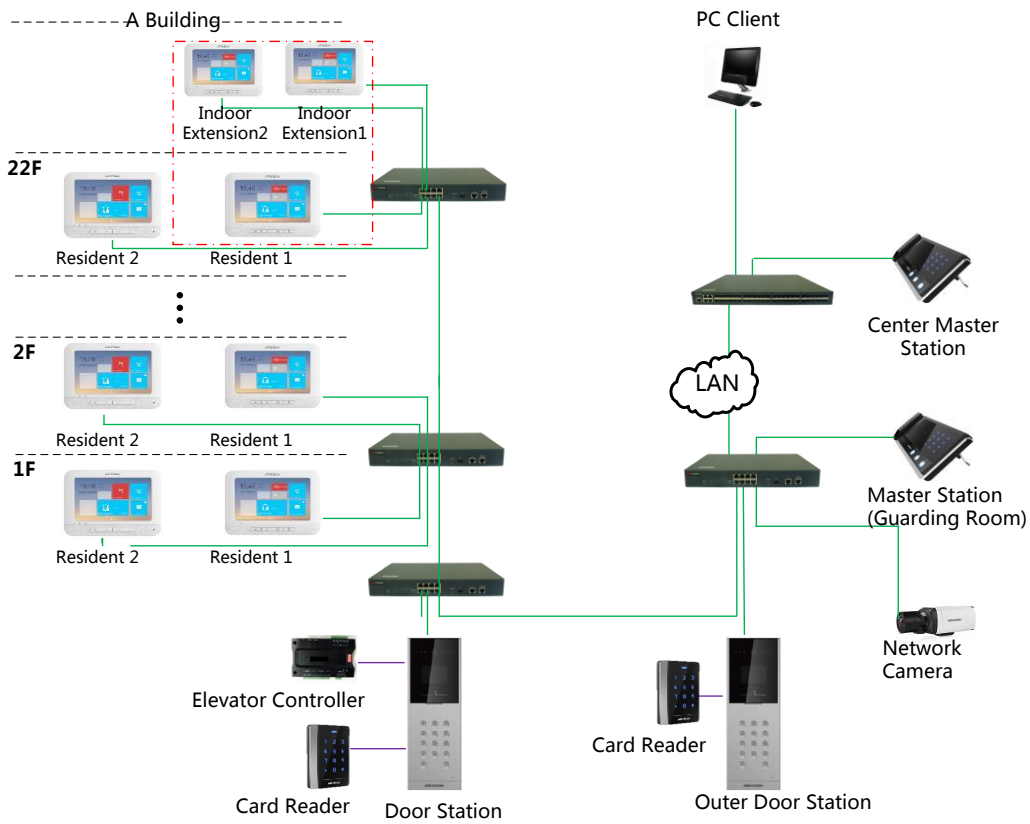 A Building
PC Client
Indoor
Extension2
Indoor
Extension1
22F
Resident 2
Resident 1
Center Master
Station
2F
LAN
Resident 2
Resident 1
1F
Master Station
(Guarding Room)
Resident 2
Resident 1
Network
Camera
Elevator Controller
Card Reader
Card Reader
Door Station
Outer Door Station